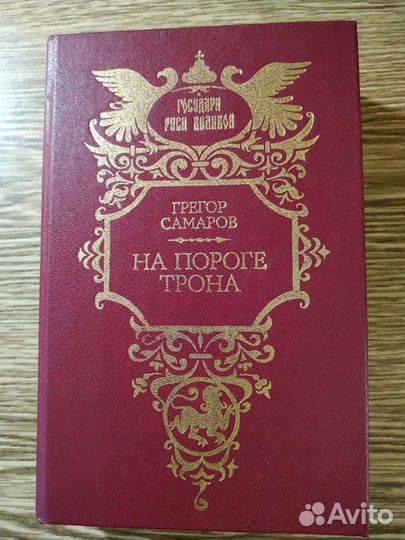 ГОСУДАРИ
РУСИ ВЕЛИКОЙ
ГРЕГОР
САМАРОВ
НА ПОРОГЕ
ТРОНА
Avito